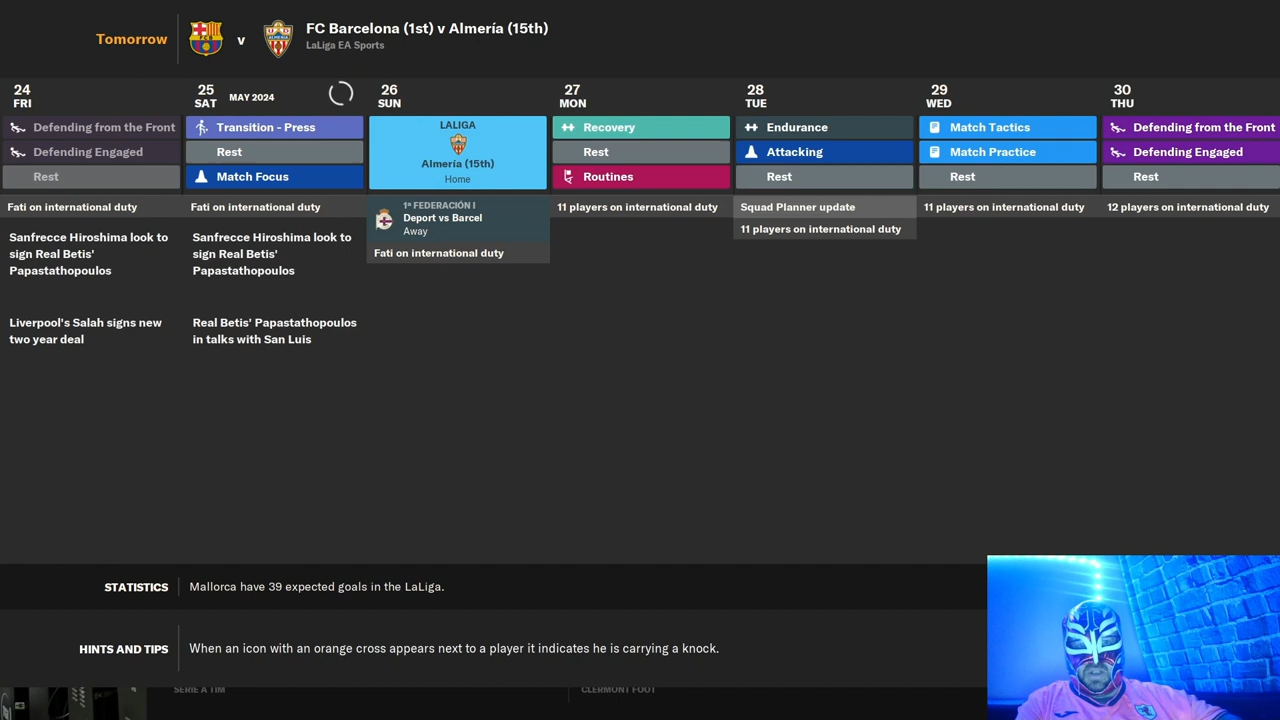 Tomorrow
v
FC Barcelona (1st) v Almería (15th)
LaLiga EA Sports
24
FRI
25
SAT
MAY 2024
26
SUN
27
MON
28
TUE
29
WED
30
THU
Defending from the Front
Defending Engaged
Rest
Fati on international duty
Sanfrecce Hiroshima look to
sign Real Betis'
Papastathopoulos
Liverpool's Salah signs new
two year deal
Transition - Press
Rest
Match Focus
Fati on international duty
Sanfrecce Hiroshima look to
sign Real Betis'
Papastathopoulos
Real Betis' Papastathopoulos
in talks with San Luis
LALIGA
Almería (15th)
Home
1ª FEDERACIÓN I
Deport vs Barcel
Away
Fati on international duty
Recovery
Rest
Routines
11 players on international duty
Endurance
Attacking
Rest
Squad Planner update
11 players on international duty
Match Tactics
Match Practice
Rest
11 players on international duty
Defending from the Front
Defending Engaged
Rest
12 players on international duty
STATISTICS
Mallorca have 39 expected goals in the LaLiga.
HINTS AND TIPS
When an icon with an orange cross appears next to a player it indicates he is carrying a knock.
SERIE A TIM
CLERMONT FOOT